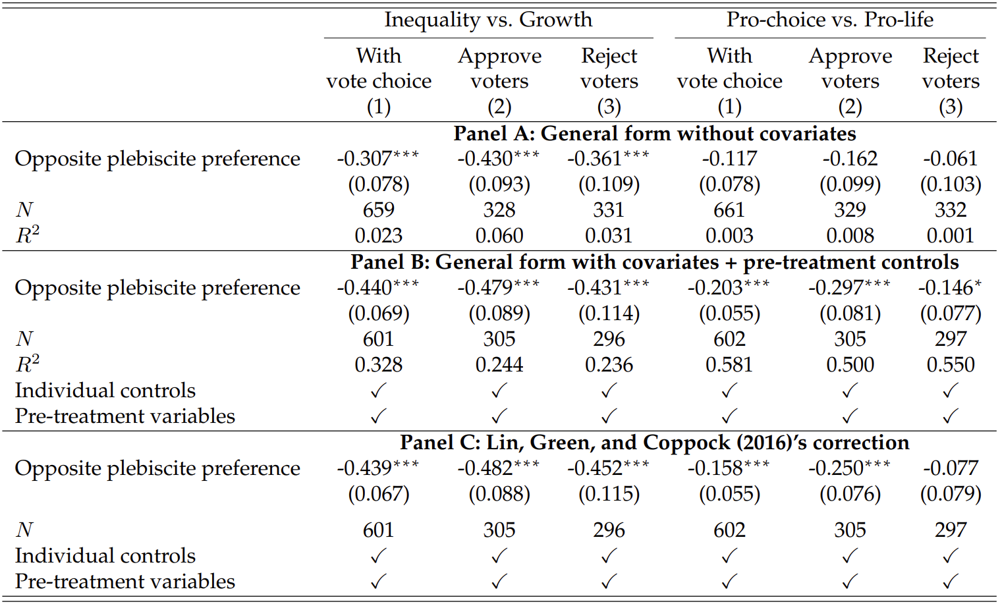 Inequality vs. Growth Pro-choice vs. Pro-life
With Approve Reject With Approve Reject
vote choice voters voters vote choice voters voters
(1) (2) (3) (1) (2) (3)
Panel A: General form without covariates
Opposite plebiscite preference -0.307*** -0.430*** -0.361*** -0.117 -0.162 -0.061
(0.078) (0.093) (0.109) (0.078) (0.099) (0.103)
N 659 328 331 661 329 332
R² 0.023 0.060 0.031 0.003 0.008 0.001
Panel B: General form with covariates + pre-treatment controls
Opposite plebiscite preference -0.440*** -0.479*** -0.431*** -0.203*** -0.297*** -0.146*
(0.069) (0.089) (0.114) (0.055) (0.081) (0.077)
N 601 305 296 602 305 297
R² 0.328 0.244 0.236 0.581 0.500 0.550
Individual controls ✓ ✓ ✓ ✓ ✓ ✓
Pre-treatment variables ✓ ✓ ✓ ✓ ✓ ✓
Panel C: Lin, Green, and Coppock (2016)'s correction
Opposite plebiscite preference -0.439*** -0.482*** -0.452*** -0.158*** -0.250*** -0.077
(0.067) (0.088) (0.115) (0.055) (0.076) (0.079)
N 601 305 296 602 305 297
Individual controls ✓ ✓ ✓ ✓ ✓ ✓
Pre-treatment variables ✓ ✓ ✓ ✓ ✓ ✓